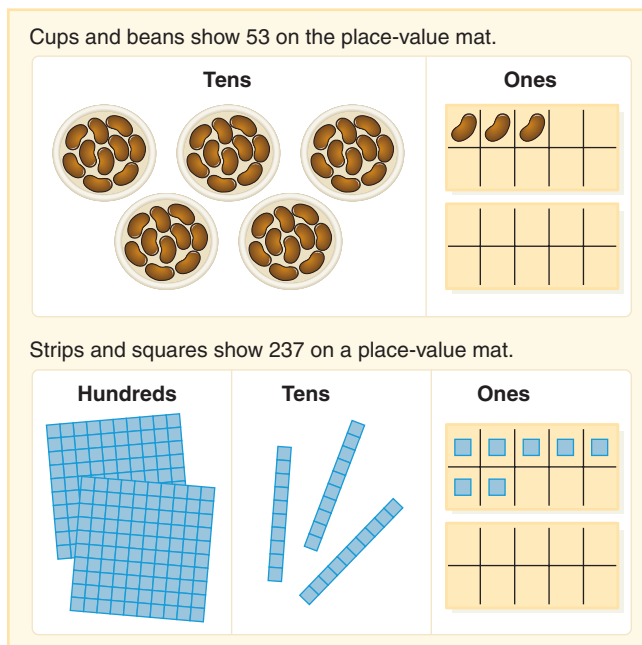 Cups and beans show 53 on the place-value mat.
Tens Ones
Strips and squares show 237 on a place-value mat.
Hundreds Tens Ones